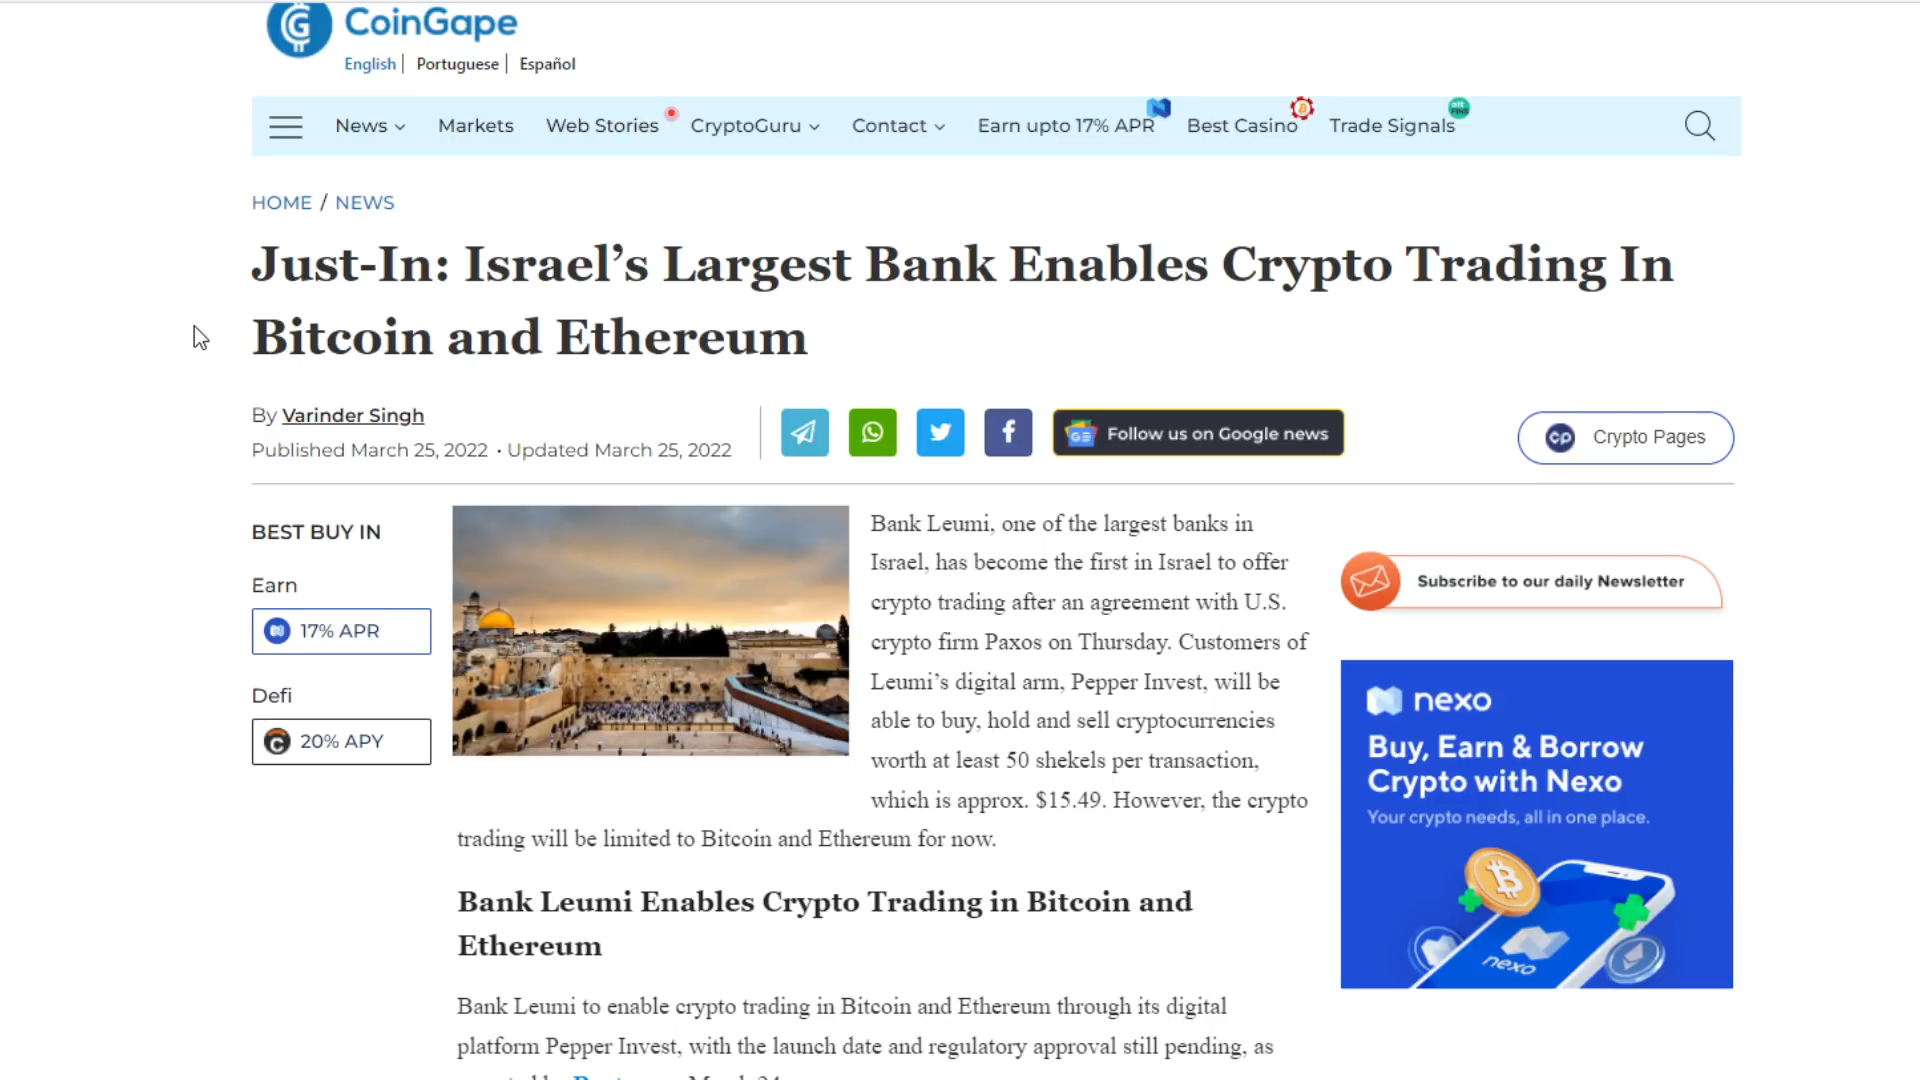 CoinGape
English | Portuguese | Español
News Markets Web Stories CryptoGuru Contact Earn upto 17% APR Best Casino Trade Signals
HOME / NEWS
Just-In: Israel’s Largest Bank Enables Crypto Trading In
Bitcoin and Ethereum
By Varinder Singh
Published March 25, 2022 • Updated March 25, 2022
Follow us on Google news
Crypto Pages
BEST BUY IN
Earn
17% APR
Defi
20% APY
Bank Leumi, one of the largest banks in
Israel, has become the first in Israel to offer
crypto trading after an agreement with U.S.
crypto firm Paxos on Thursday. Customers of
Leumi’s digital arm, Pepper Invest, will be
able to buy, hold and sell cryptocurrencies
worth at least 50 shekels per transaction,
which is approx. $15.49. However, the crypto
trading will be limited to Bitcoin and Ethereum for now.
Bank Leumi Enables Crypto Trading in Bitcoin and
Ethereum
Bank Leumi to enable crypto trading in Bitcoin and Ethereum through its digital
platform Pepper Invest, with the launch date and regulatory approval still pending, as
Subscribe to our daily Newsletter
nexo
Buy, Earn & Borrow
Crypto with Nexo
Your crypto needs, all in one place.
nexo